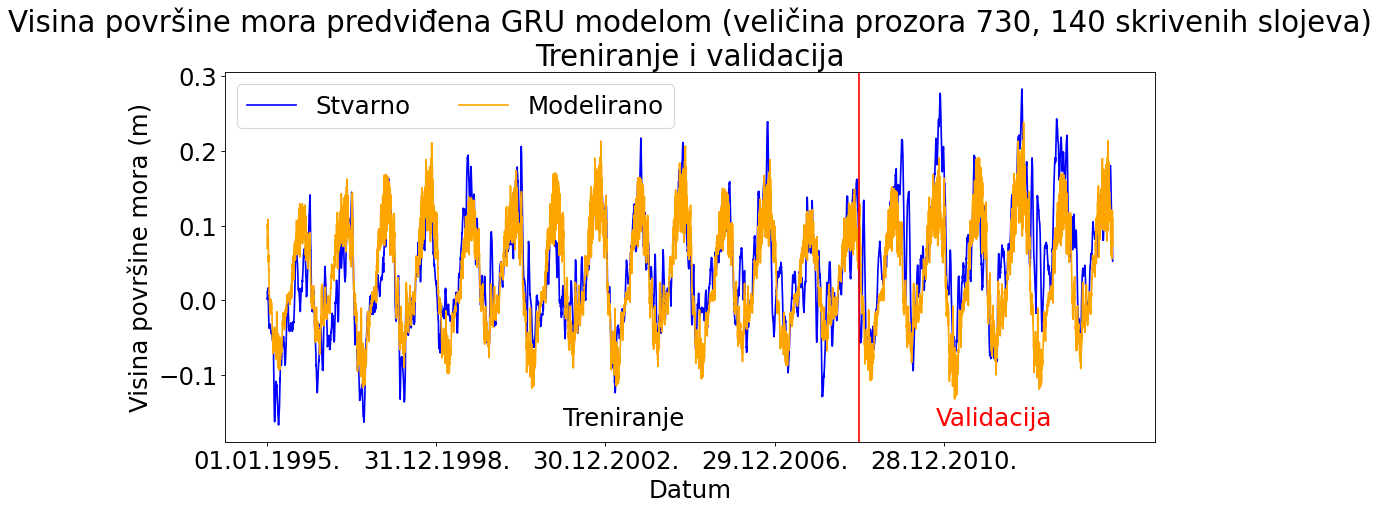 Visina površine mora predviđena GRU modelom (veličina prozora 730, 140 skrivenih slojeva)
Treniranje i validacija
Stvarno
Modelirano
Visina površine mora (m)
0.3
0.2
0.1
0.0
−0.1
Treniranje
Validacija
01.01.1995.
31.12.1998.
30.12.2002.
29.12.2006.
28.12.2010.
Datum